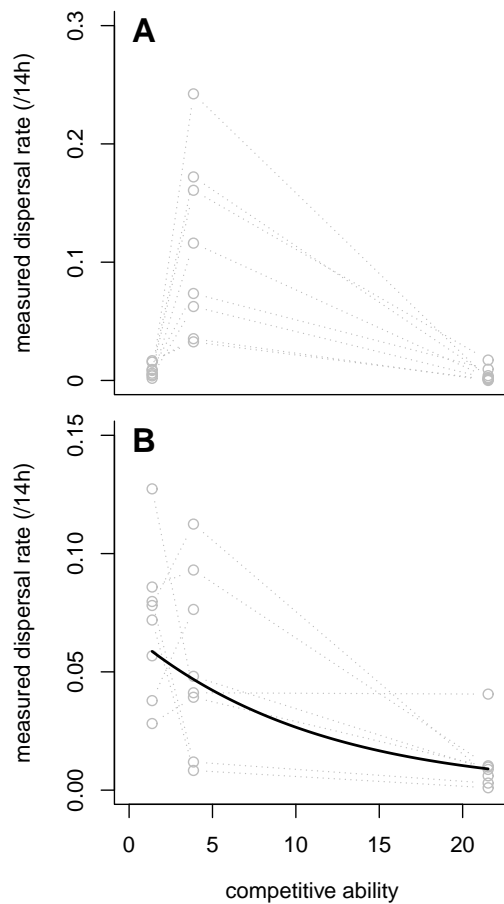 A
measured dispersal rate (/14h)
0.3
0.2
0.1
0
B
measured dispersal rate (/14h)
0.15
0.10
0.05
0.00
0 5 10 15 20
competitive ability